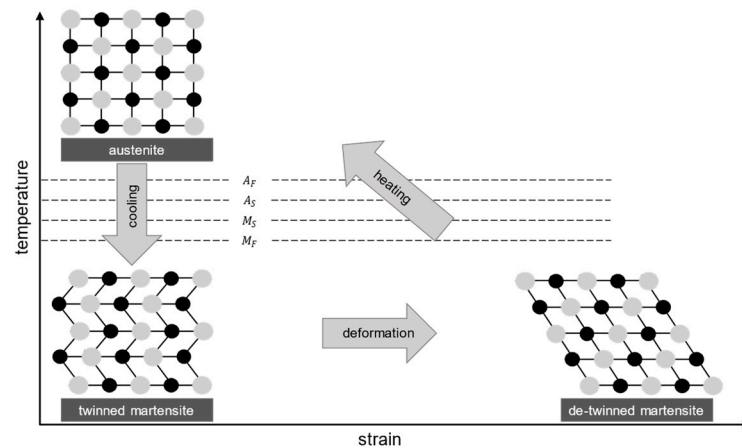 austenite
temperature
cooling
heating
A_F
A_S
M_S
M_F
deformation
twinned martensite
de-twinned martensite
strain